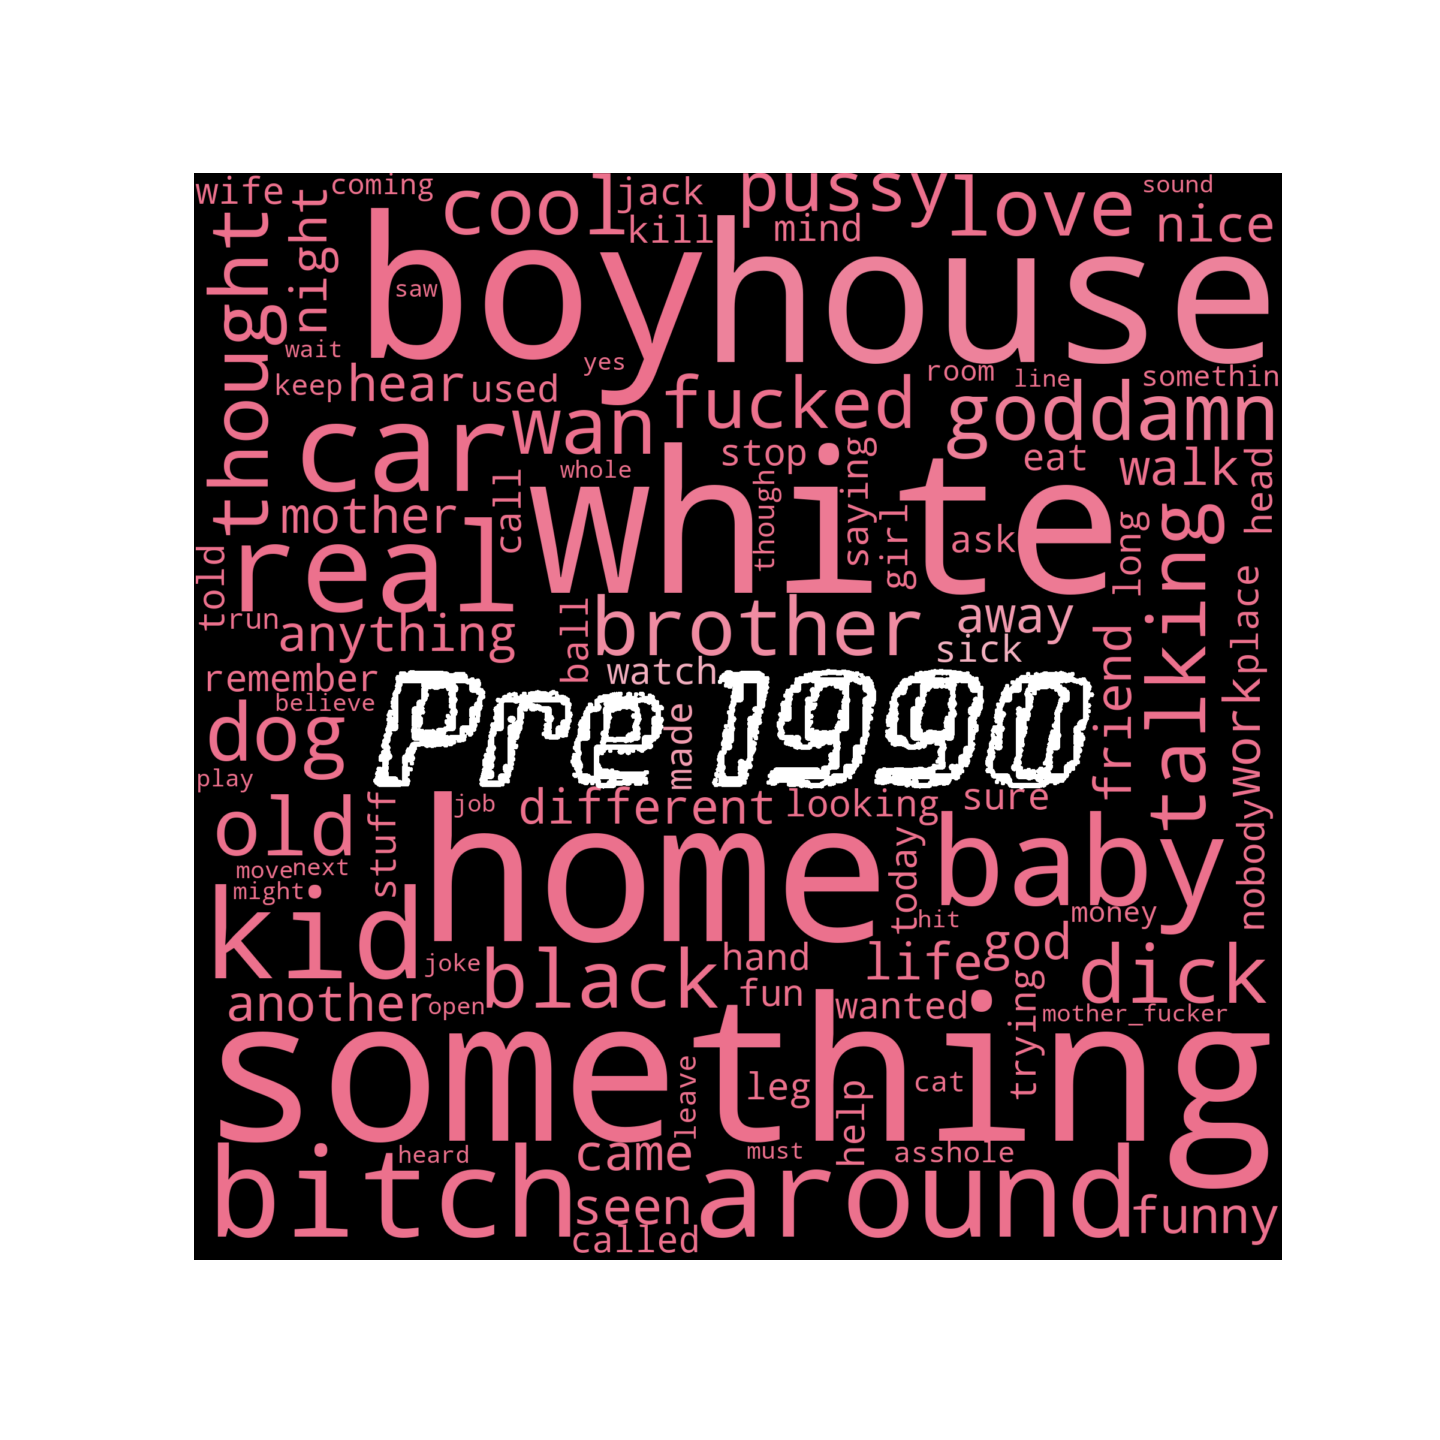 wife coming cool jack pussy love sound
thought night kill mind nice
boy house
saw
wait yes room line somethin
keep hear used fucked goddamn
car wan stop saying eat walk head
whole
mother call white though girl ask long talking
real
told run anything ball brother away
sick
remember watch friend place
believe Pre 1990
dog made work
play
old stuff job different looking sure nobody
home baby
move next today
might hit money
kid
joke black hand life god dick
another open fun wanted trying mother_fucker
something
leave leg help cat
bitch heard came must asshole around
seen funny
called